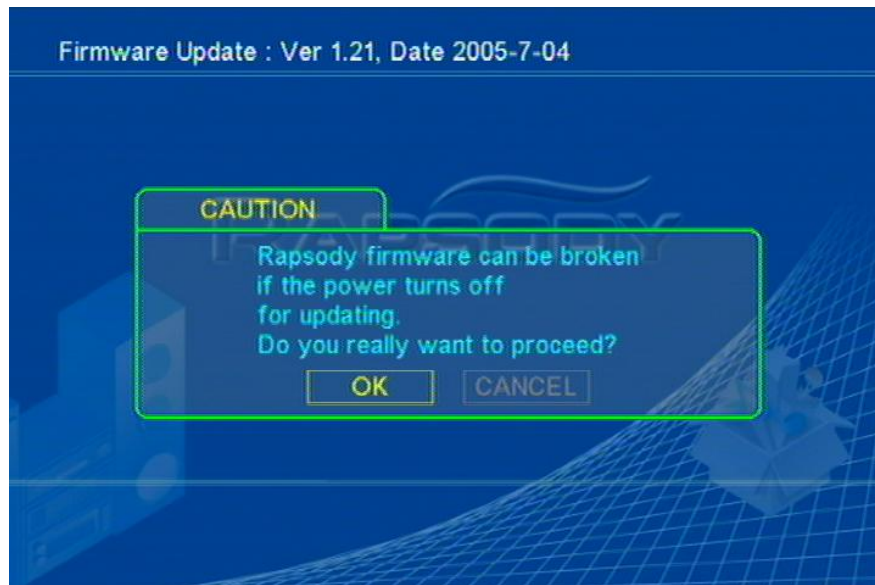 Firmware Update : Ver 1.21, Date 2005-7-04
RAPSODY
CAUTION
Rapsody firmware can be broken
if the power turns off
for updating.
Do you really want to proceed?
OK
CANCEL